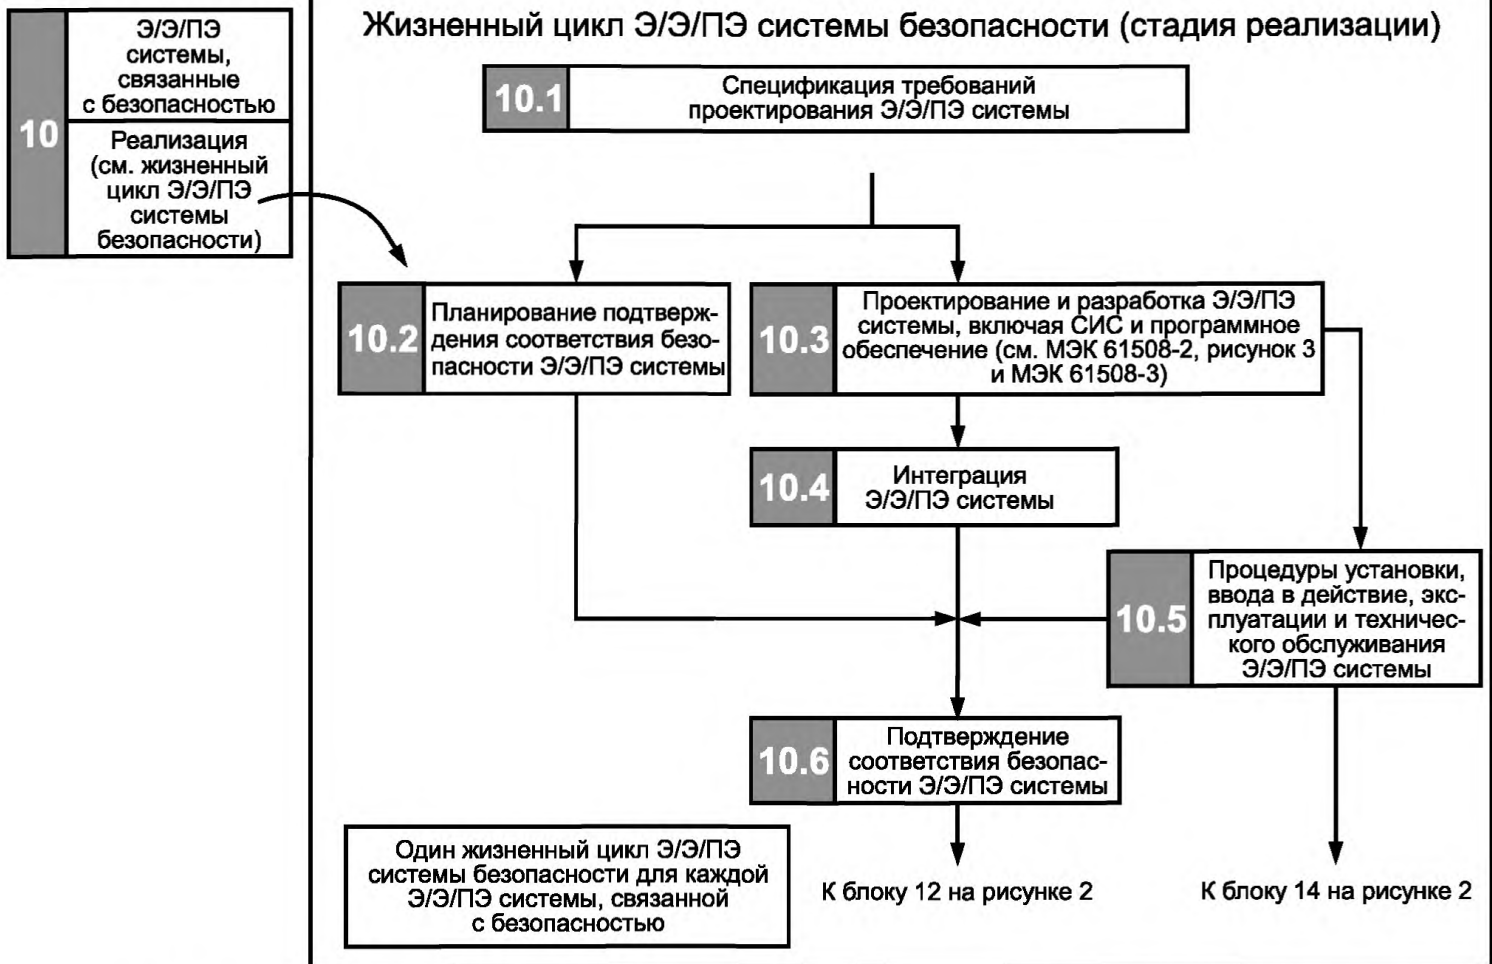 10
Э/Э/ПЭ
системы,
связанные
с безопасностью
Реализация
(см. жизненный
цикл Э/Э/ПЭ
системы
безопасности)
Жизненный цикл Э/Э/ПЭ системы безопасности (стадия реализации)
10.1
Спецификация требований
проектирования Э/Э/ПЭ системы
10.2
Планирование подтверж-
дения соответствия безо-
пасности Э/Э/ПЭ системы
10.3
Проектирование и разработка Э/Э/ПЭ
системы, включая СИС и программное
обеспечение (см. МЭК 61508-2, рисунок 3
и МЭК 61508-3)
10.4
Интеграция
Э/Э/ПЭ системы
10.5
Процедуры установки,
ввода в действие, экс-
плуатации и техничес-
кого обслуживания
Э/Э/ПЭ системы
10.6
Подтверждение
соответствия безопас-
ности Э/Э/ПЭ системы
Один жизненный цикл Э/Э/ПЭ
системы безопасности для каждой
Э/Э/ПЭ системы, связанной
с безопасностью
К блоку 12 на рисунке 2
К блоку 14 на рисунке 2